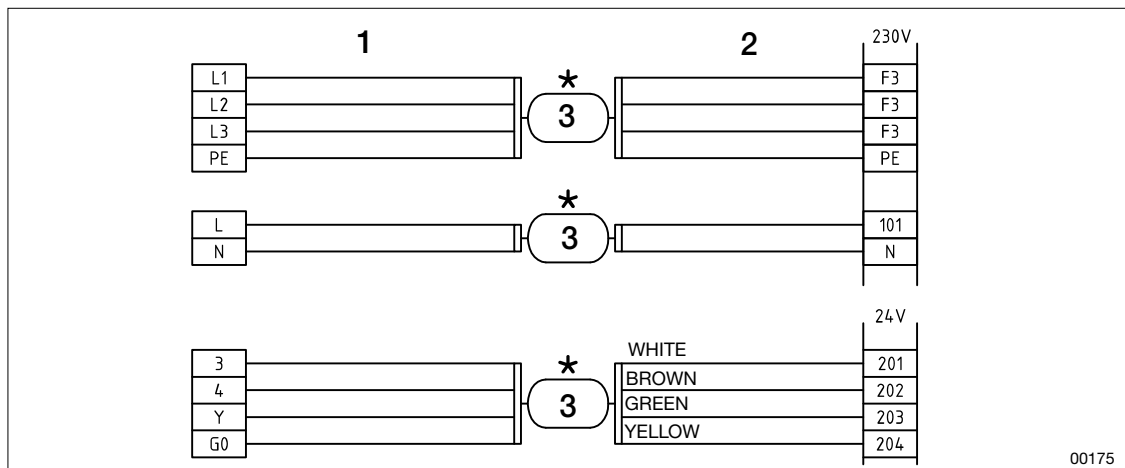 1 2 230V
L1 * F3
L2 3 F3
L3 F3
PE PE
*
L 3 101
N N
24V
3 * WHITE 201
4 3 BROWN 202
Y GREEN 203
G0 YELLOW 204
00175